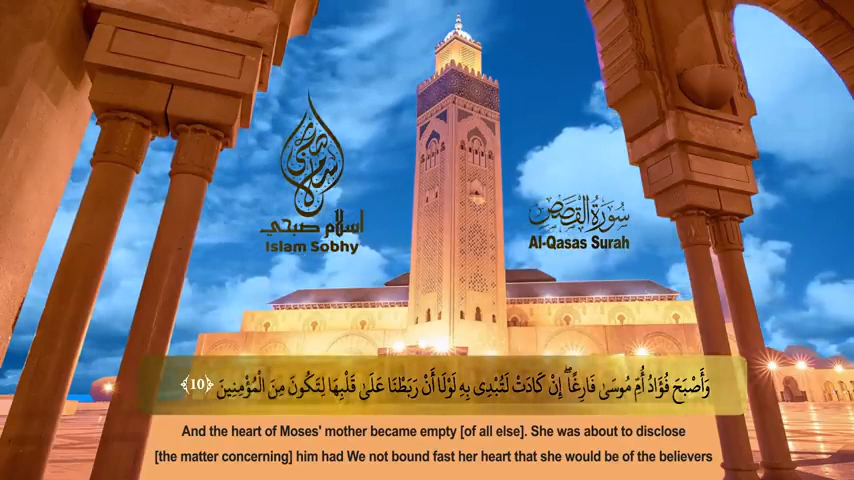 اسلام صبحي
Islam Sobhy
سورة القصص
Al-Qasas Surah
وَأَصْبَحَ فُؤَادُ أُمِّ مُوسَىٰ فَارِغًا ۖ إِنْ كَادَتْ لَتُبْدِي بِهِ لَوْلَا أَنْ رَبَطْنَا عَلَىٰ قَلْبِهَا لِتَكُونَ مِنَ الْمُؤْمِنِينَ ﴿10﴾
And the heart of Moses' mother became empty [of all else]. She was about to disclose
[the matter concerning] him had We not bound fast her heart that she would be of the believers